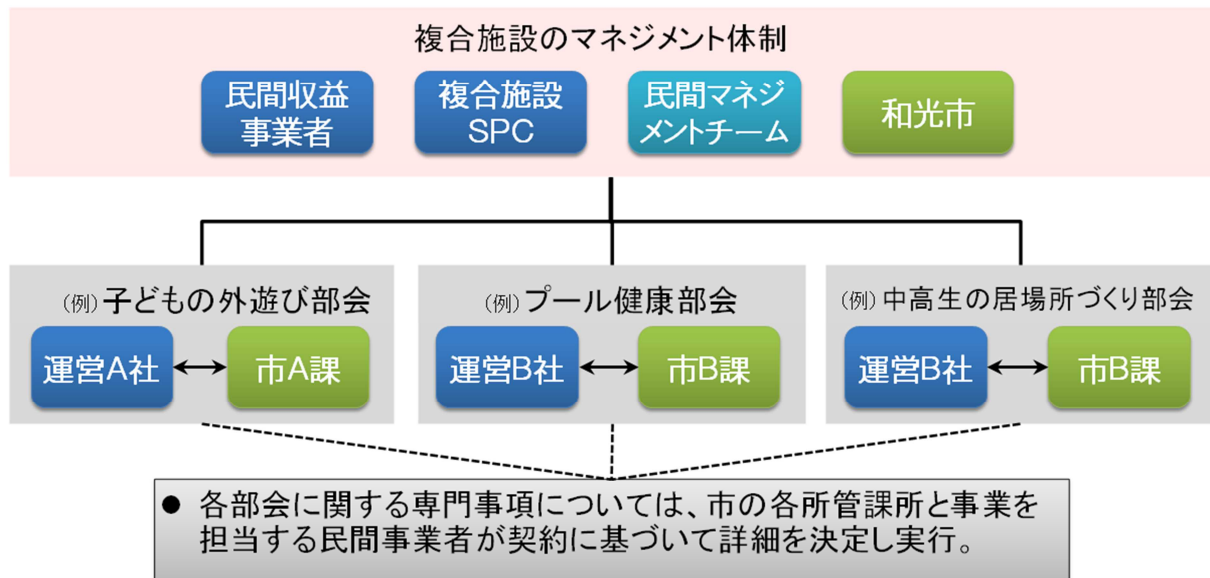 複合施設のマネジメント体制
民間収益
事業者
複合施設
SPC
民間マネジ
メントチーム
和光市
(例)子どもの外遊び部会
運営A社
市A課
(例)プール健康部会
運営B社
市B課
(例)中高生の居場所づくり部会
運営B社
市B課
● 各部会に関する専門事項については、市の各所管課所と事業を
担当する民間事業者が契約に基づいて詳細を決定し実行。